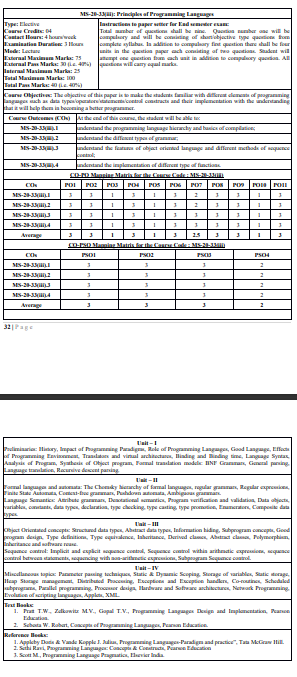 MS-20-33(iii): Principles of Programming Languages
Type: Elective
Course Credits: 04
Contact Hours: 4 hours/week
Examination Duration: 3 Hours
Mode: Lecture
External Maximum Marks: 75
External Pass Marks: 30 (i.e. 40%)
Internal Maximum Marks: 25
Total Maximum Marks: 100
Total Pass Marks: 40 (i.e. 40%)
Instructions to paper setter for End semester exam:
Total number of questions shall be nine. Question number one will be
compulsory and will be consisting of short/objective type questions from
complete syllabus. In addition to compulsory first question there shall be four
units in the question paper each consisting of two questions. Student will
attempt one question from each unit in addition to compulsory question. All
questions will carry equal marks.
Course Objectives: The objective of this paper is to make the students familiar with different elements of programming
languages such as data types/operators/statements/control structs and their implementation with the understanding
that it will help them in becoming a better programmer.
Course Outcomes (COs) At the end of this course, the student will be able to:
MS-20-33(iii).1 understand the programming language hierarchy and basics of compilation;
MS-20-33(iii).2 understand the different types of grammar;
MS-20-33(iii).3 understand the features of object oriented language and different methods of sequence
control;
MS-20-33(iii).4 understand the implementation of different type of functions.
CO-PO Mapping Matrix for the Course Code : MS-20-33(iii)
COs PO1 PO2 PO3 PO4 PO5 PO6 PO7 PO8 PO9 PO10 PO11
MS-20-33(iii).1 3 3 1 3 1 3 2 3 3 1 3
MS-20-33(iii).2 3 3 1 3 1 3 2 3 3 1 3
MS-20-33(iii).3 3 3 1 3 1 3 3 3 3 1 3
MS-20-33(iii).4 3 3 1 3 1 3 3 3 3 1 3
Average 3 3 1 3 1 3 2.5 3 3 1 3
CO-PSO Mapping Matrix for the Course Code : MS-20-33(iii)
COs PSO1 PSO2 PSO3 PSO4
MS-20-33(iii).1 3 3 3 2
MS-20-33(iii).2 3 3 3 2
MS-20-33(iii).3 3 3 3 2
MS-20-33(iii).4 3 3 3 2
Average 3 3 3 2
32 | Page
Unit – I
Preliminaries: History, Impact of Programming Paradigms, Role of Programming Languages, Good Language, Effects
of Programming Environment, Translators and virtual architectures, Binding and Binding time, Language Syntax,
Analysis of Program, Synthesis of Object program, Formal translation models: BNF Grammars, General parsing,
Language translation, Recursive descent parsing.
Unit – II
Formal languages and automata: The Chomsky hierarchy of formal languages, regular grammars, Regular expressions,
Finite State Automata, Context-free grammars, Pushdown automata, Ambiguous grammars.
Language Semantics: Attribute grammars, Denotational semantics, Program verification and validation, Data objects,
variables, constants, data types, declaration, type checking, type casting, type promotion, Enumerators, Composite data
types.
Unit – III
Object Oriented concepts: Structured data types, Abstract data types, Information hiding, Subprogram concepts, Good
program design, Type definitions, Type equivalence, Inheritance, Derived classes, Abstract classes, Polymorphism,
Inheritance and software reuse.
Sequence control: Implicit and explicit sequence control, Sequence control within arithmetic expressions, sequence
control between statements, sequencing with non-arithmetic expressions, Subprogram Sequence control.
Unit – IV
Miscellaneous topics: Parameter passing techniques, Static & Dynamic Scoping, Storage of variables, Static storage,
Heap Storage management, Distributed Processing, Exceptions and Exception handlers, Co-routines, Scheduled
subprograms, Parallel programming, Processor design, Hardware and Software architectures, Network Programming,
Evolution of scripting languages, Applets, XML.
Text Books:
1. Pratt T.W., Zelkowitz M.V., Gopal T.V., Programming Languages Design and Implementation, Pearson
Education.
2. Sebesta W. Robert, Concepts of Programming Languages, Pearson Education.
Reference Books:
1. Appleby Doris & Vande Kopple J. Julius, Programming Languages-Paradigm and practice", Tata McGraw Hill.
2. Sethi Ravi, Programming Languages: Concepts & Constructs, Pearson Education
3. Scott M., Programming Language Pragmatics, Elsevier India.